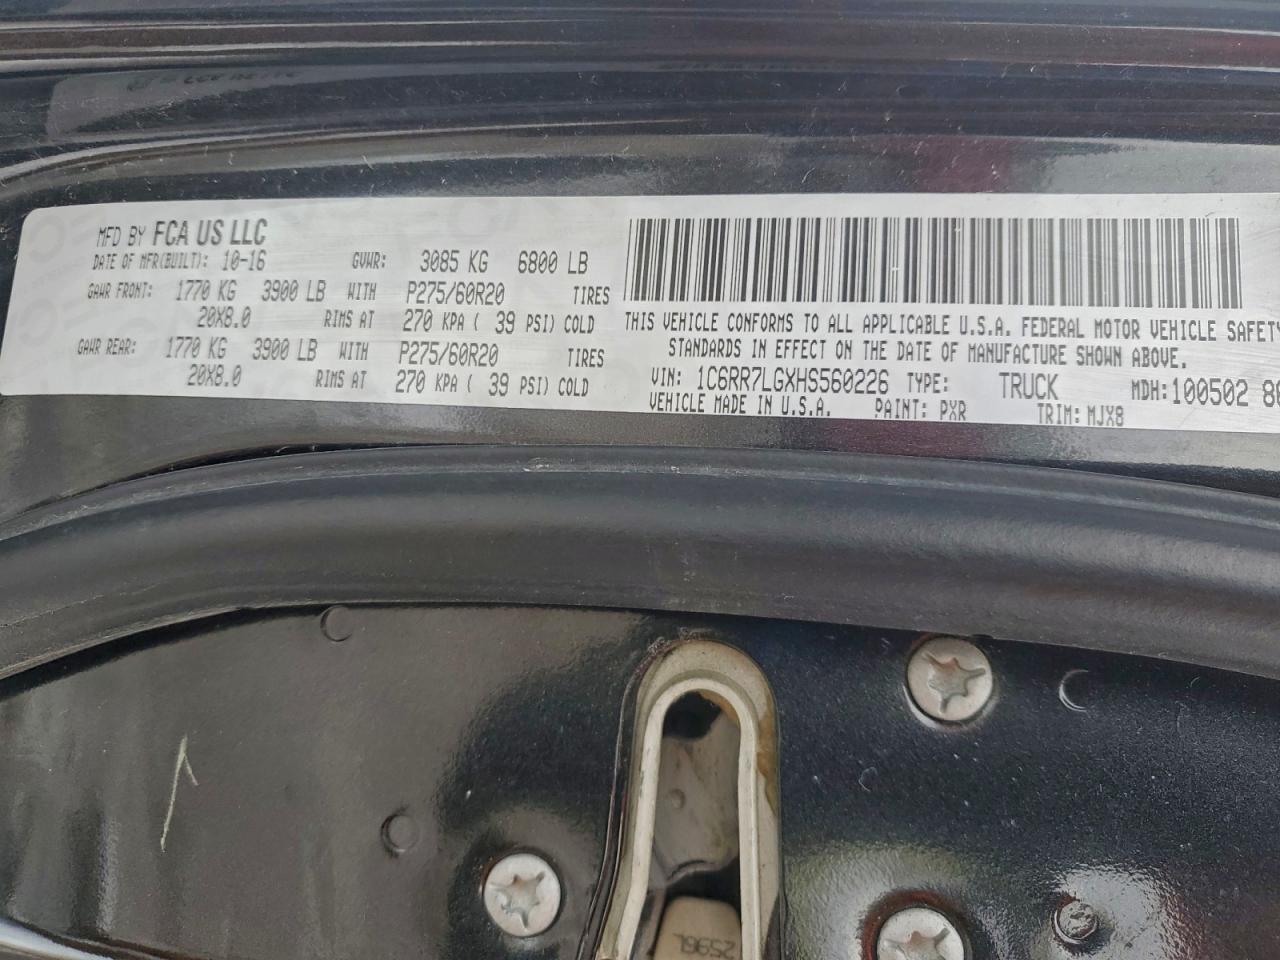 MFD BY FCA US LLC
DATE OF MFR(BUILT): 10-16 GVWR: 3085 KG 6800 LB
GAWR FRONT: 1770 KG 3900 LB WITH P275/60R20 TIRES
20X8.0 RIMS AT 270 KPA ( 39 PSI) COLD
GAWR REAR: 1770 KG 3900 LB WITH P275/60R20 TIRES
20X8.0 RIMS AT 270 KPA ( 39 PSI) COLD
THIS VEHICLE CONFORMS TO ALL APPLICABLE U.S.A. FEDERAL MOTOR VEHICLE SAFETY
STANDARDS IN EFFECT ON THE DATE OF MANUFACTURE SHOWN ABOVE.
VIN: 1C6RR7LGXHS560226 TYPE: TRUCK MDH:100502
VEHICLE MADE IN U.S.A. PAINT: PXR TRIM: MJX8